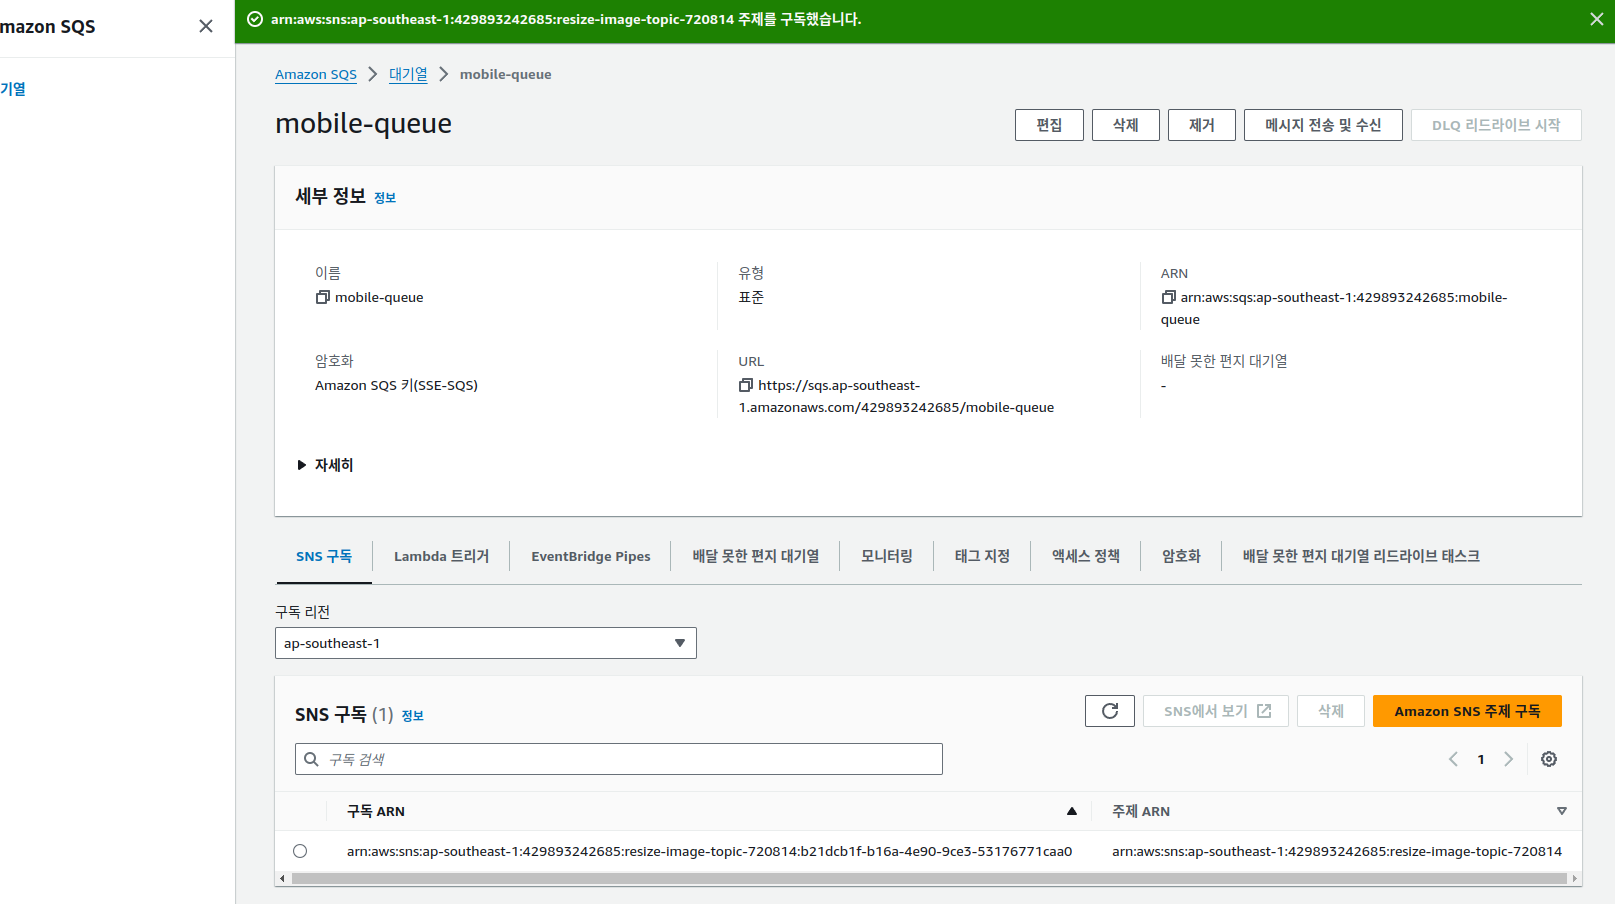 mazon SQS
기열
arn:aws:sns:ap-southeast-1:429893242685:resize-image-topic-720814 주제를 구독했습니다.
Amazon SQS
대기열
mobile-queue
mobile-queue
편집
삭제
제거
메시지 전송 및 수신
DLQ 리드라이브 시작
세부 정보 정보
이름
mobile-queue
유형
표준
ARN
arn:aws:sqs:ap-southeast-1:429893242685:mobile-
queue
암호화
Amazon SQS 키(SSE-SQS)
URL
https://sqs.ap-southeast-
1.amazonaws.com/429893242685/mobile-queue
배달 못한 편지 대기열
-
자세히
SNS 구독
Lambda 트리거
EventBridge Pipes
배달 못한 편지 대기열
모니터링
태그 지정
액세스 정책
암호화
배달 못한 편지 대기열 리드라이브 태스크
구독 리전
ap-southeast-1
SNS 구독 (1) 정보
SNS에서 보기
삭제
Amazon SNS 주제 구독
구독 검색
1
구독 ARN
주제 ARN
arn:aws:sns:ap-southeast-1:429893242685:resize-image-topic-720814:b21dcb1f-b16a-4e90-9ce3-53176771caa0
arn:aws:sns:ap-southeast-1:429893242685:resize-image-topic-720814